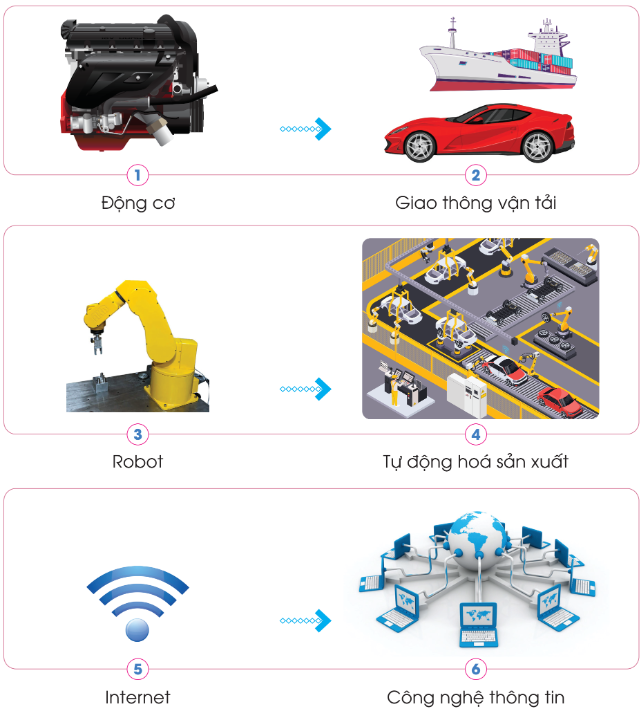 1 2
Động cơ Giao thông vận tải
3 4
Robot Tự động hoá sản xuất
5 6
Internet Công nghệ thông tin